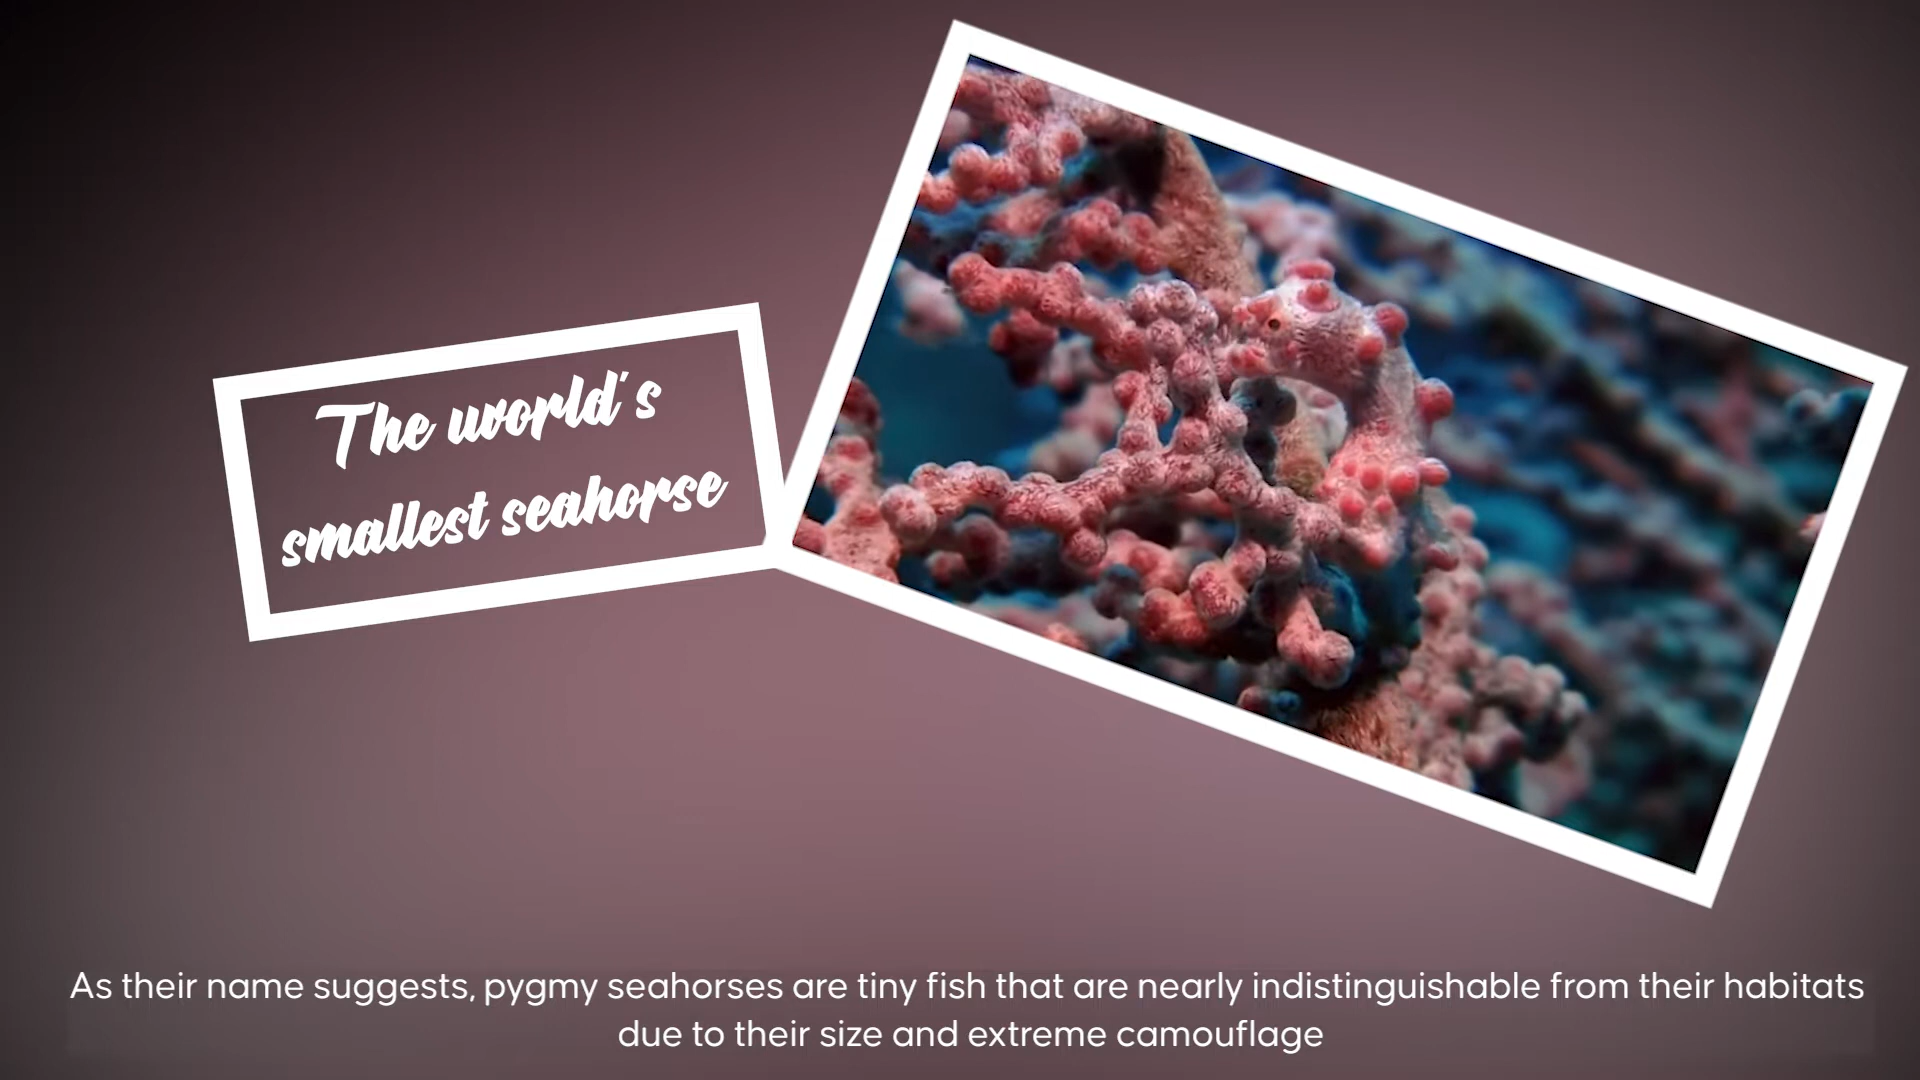 The world's
smallest seahorse
As their name suggests, pygmy seahorses are tiny fish that are nearly indistinguishable from their habitats
due to their size and extreme camouflage